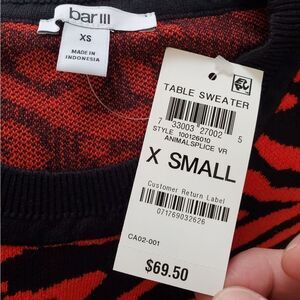 bar III
XS
MADE IN
INDONESIA
TABLE SWEATER
7 33003 27002 5
STYLE 100126010
ANIMALSPLICE VR
X SMALL
Customer Return Label
071769032626
CA02-001
$69.50